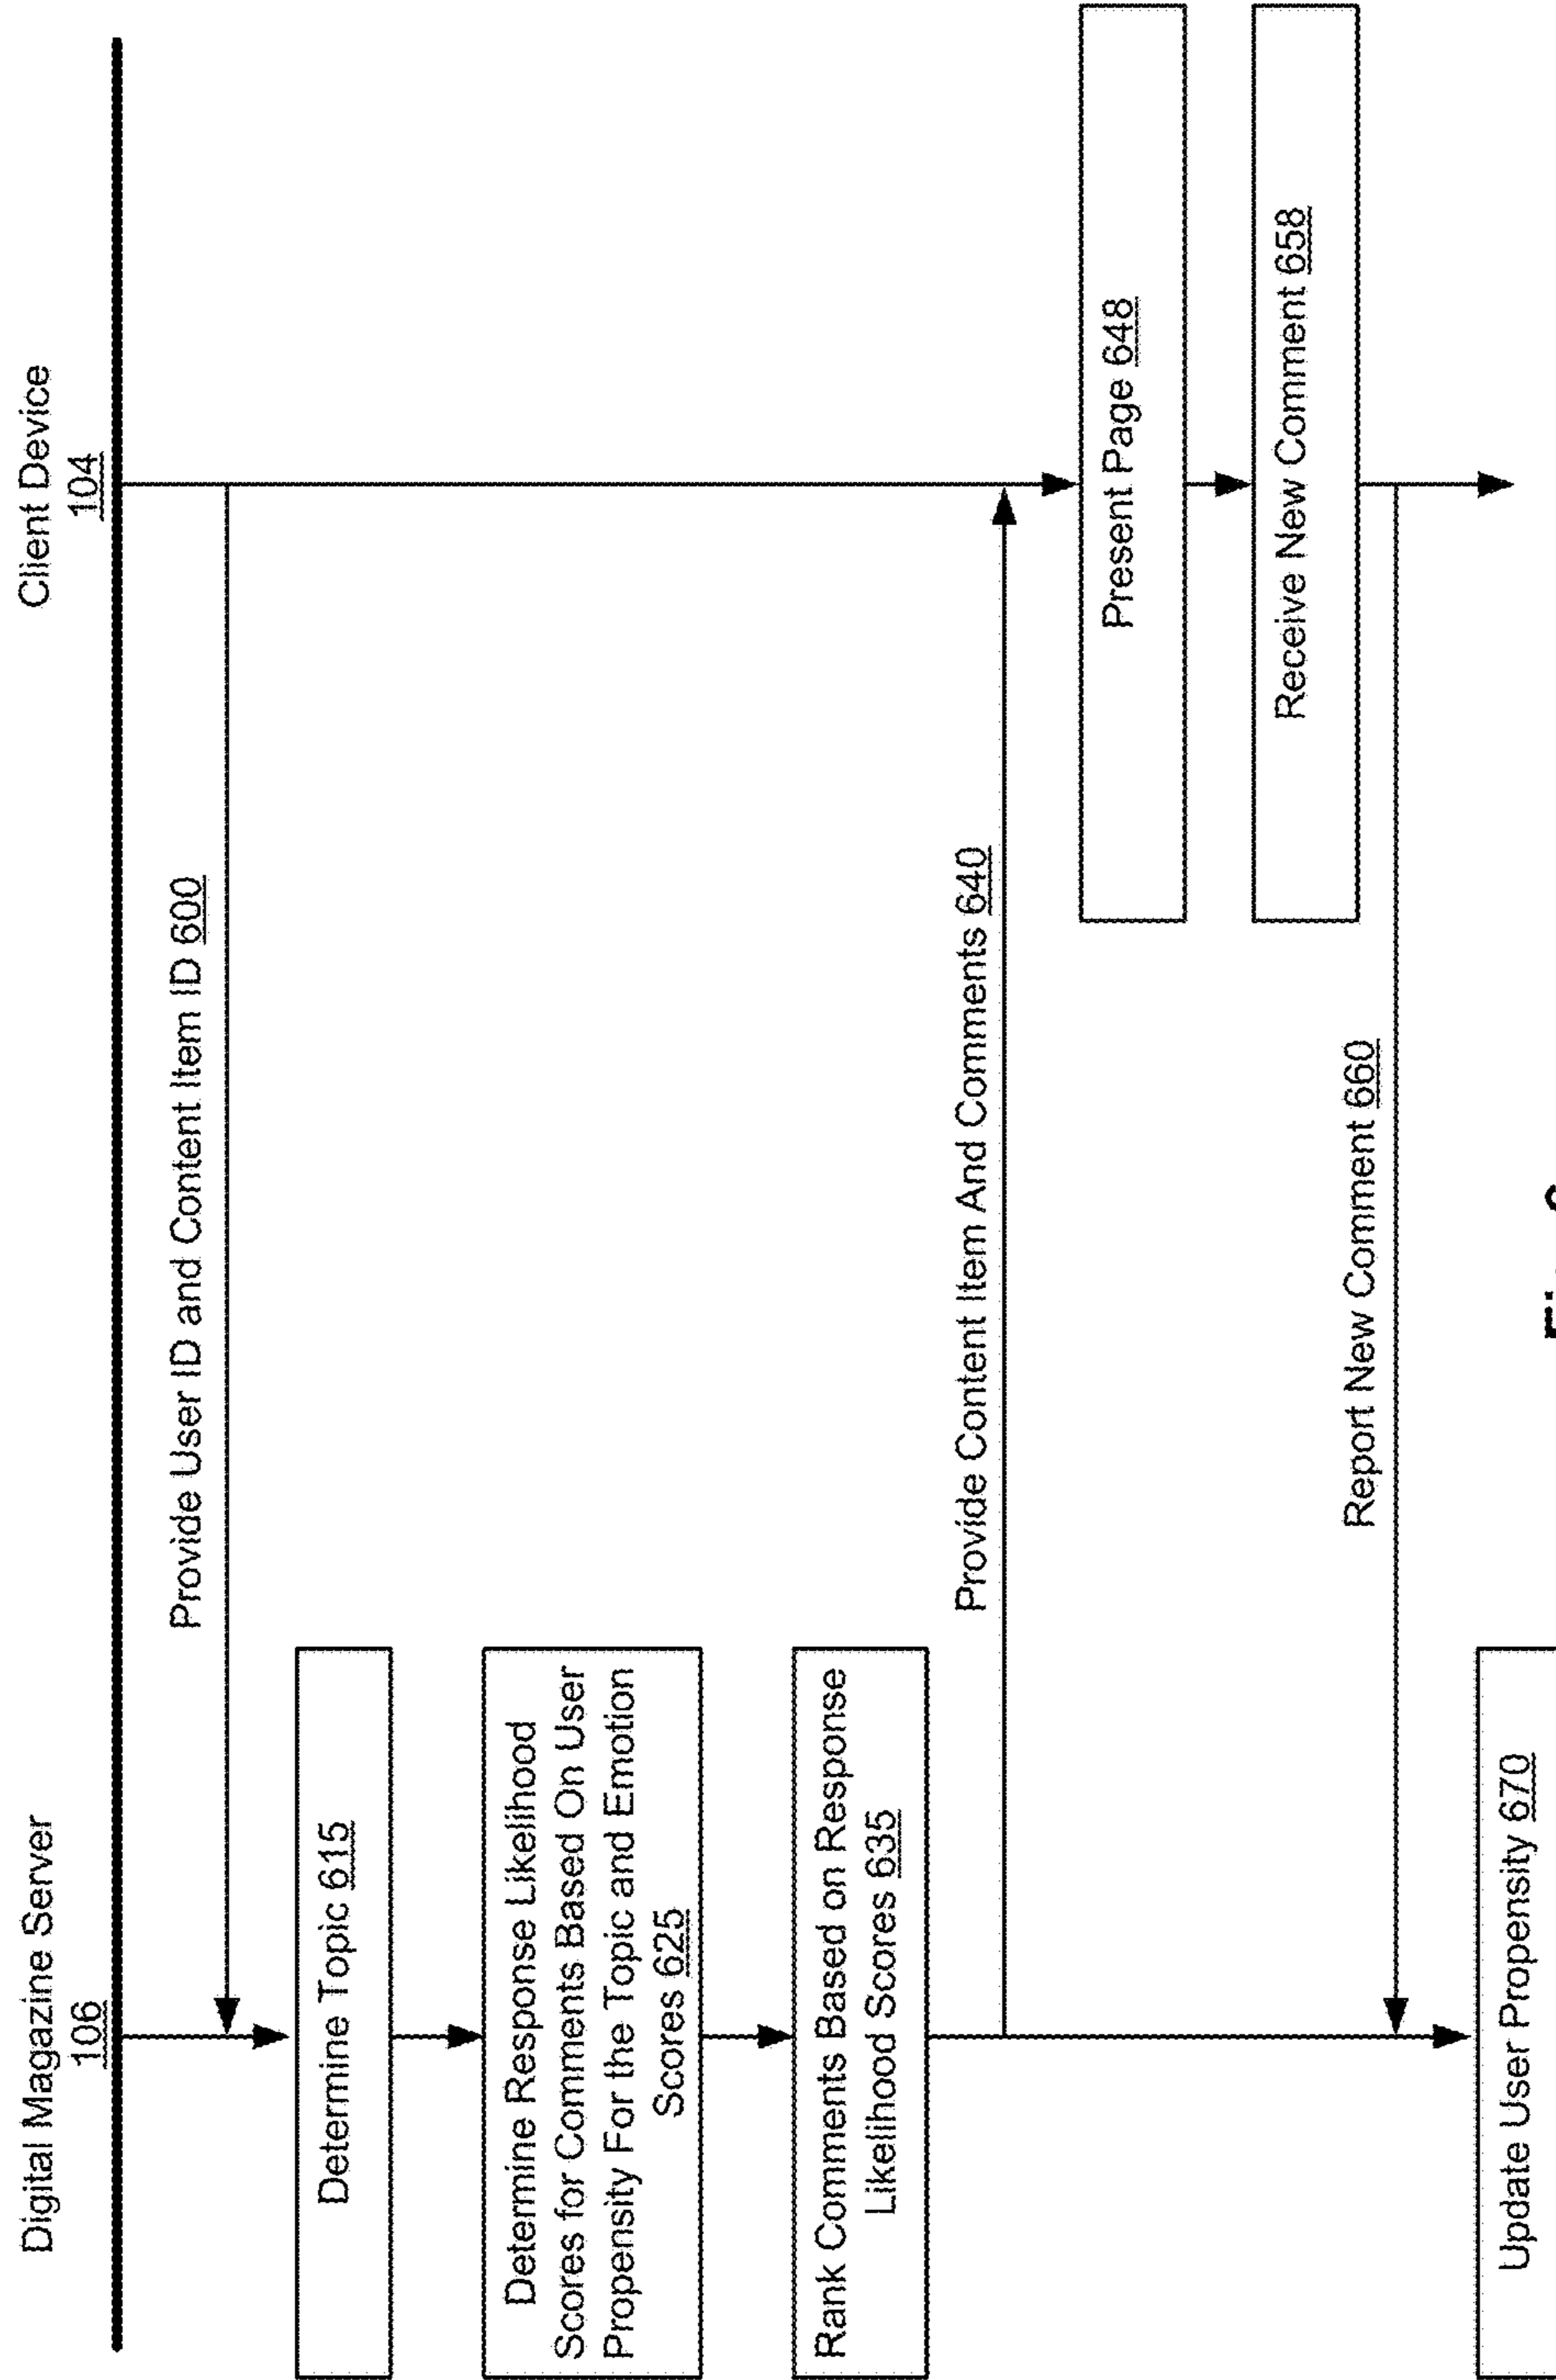 Digital Magazine Server
106
Client Device
104
Provide User ID and Content Item ID 600
Determine Topic 615
Determine Response Likelihood
Scores for Comments Based On User
Propensity For the Topic and Emotion
Scores 625
Rank Comments Based on Response
Likelihood Scores 635
Provide Content Item And Comments 640
Present Page 648
Receive New Comment 658
Report New Comment 660
Update User Propensity 670